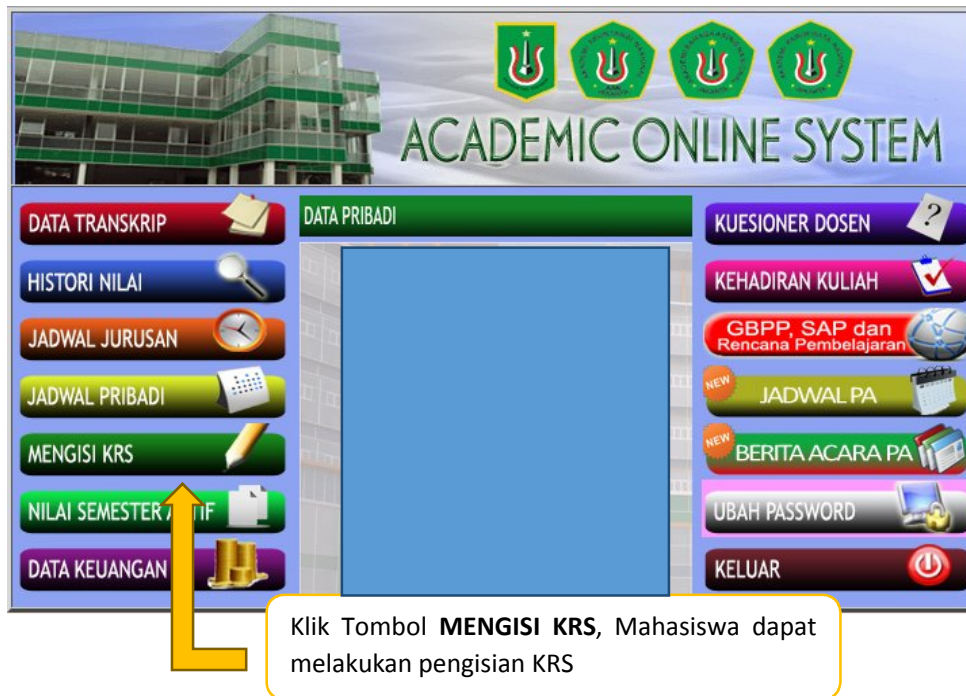 ACADEMIC ONLINE SYSTEM
DATA TRANSKRIP
HISTORI NILAI
JADWAL JURUSAN
JADWAL PRIBADI
MENGISI KRS
NILAI SEMESTER
DATA KEUANGAN
DATA PRIBADI
KUESIONER DOSEN
KEHADIRAN KULIAH
GBPP, SAP dan
Rencana Pembelajaran
NEW
JADWAL PA
NEW
BERITA ACARA PA
UBAH PASSWORD
KELUAR
Klik Tombol MENGISI KRS, Mahasiswa dapat
melakukan pengisian KRS